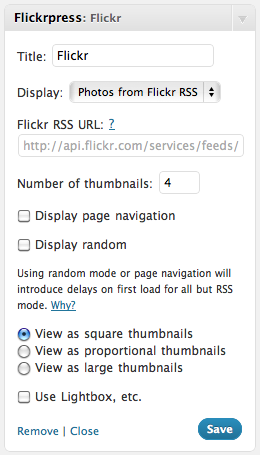 Flickrpress: Flickr
Title: Flickr
Display: Photos from Flickr RSS
Flickr RSS URL: ?
http://api.flickr.com/services/feeds/
Number of thumbnails: 4
Display page navigation
Display random
Using random mode or page navigation will
introduce delays on first load for all but RSS
mode. Why?
View as square thumbnails
View as proportional thumbnails
View as large thumbnails
Use Lightbox, etc.
Remove | Close Save